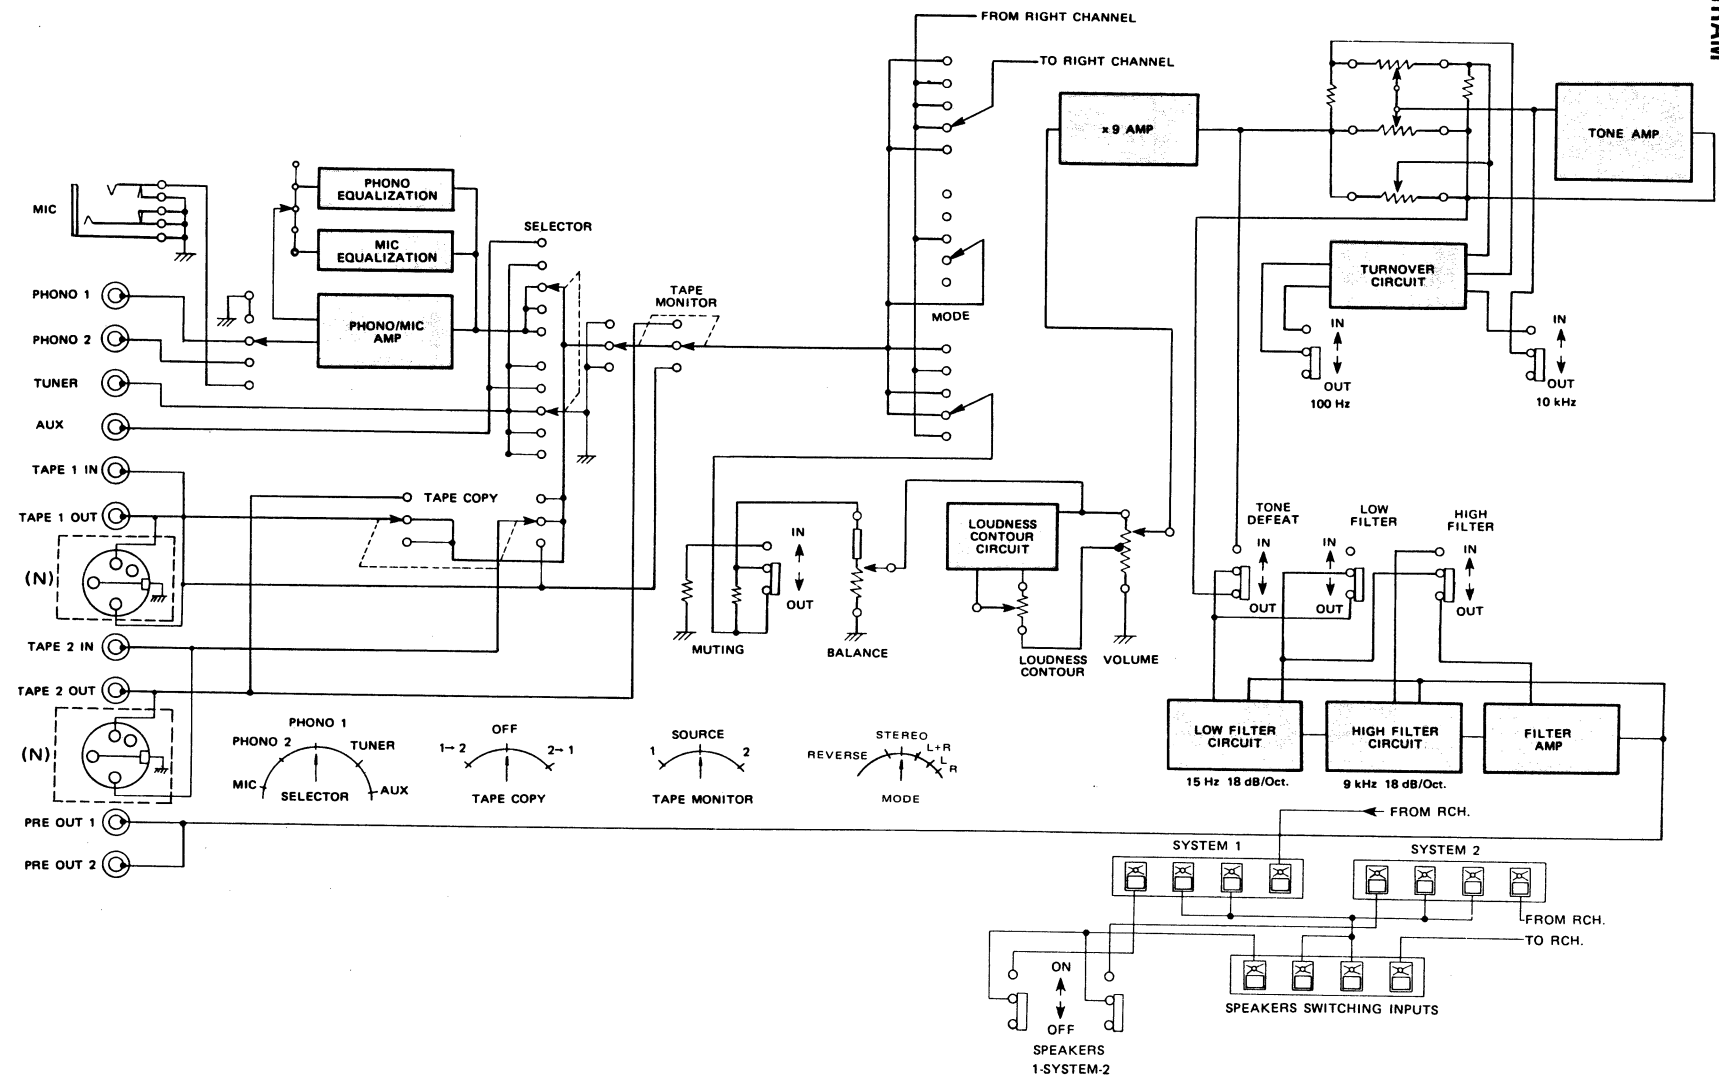 FROM RIGHT CHANNEL
TO RIGHT CHANNEL
x 9 AMP
TONE AMP
PHONO
EQUALIZATION
MIC
EQUALIZATION
PHONO/MIC
AMP
MIC
PHONO 1
PHONO 2
TUNER
AUX
TAPE 1 IN
TAPE 1 OUT
(N)
TAPE 2 IN
TAPE 2 OUT
(N)
PRE OUT 1
PRE OUT 2
SELECTOR
TAPE
MONITOR
MODE
TURNOVER
CIRCUIT
IN
OUT
100 Hz
IN
OUT
10 kHz
TAPE COPY
IN
OUT
MUTING
BALANCE
LOUDNESS
CONTOUR
CIRCUIT
LOUDNESS
CONTOUR
VOLUME
TONE
DEFEAT
IN
OUT
LOW
FILTER
IN
OUT
HIGH
FILTER
IN
OUT
LOW FILTER
CIRCUIT
15 Hz 18 dB/Oct.
HIGH FILTER
CIRCUIT
9 kHz 18 dB/Oct.
FILTER
AMP
MIC
PHONO 2
PHONO 1
TUNER
AUX
SELECTOR
1→2
OFF
2→1
TAPE COPY
1
SOURCE
2
TAPE MONITOR
REVERSE
STEREO
L+R
L
R
MODE
FROM RCH.
SYSTEM 1
SYSTEM 2
FROM RCH.
TO RCH.
SPEAKERS SWITCHING INPUTS
ON
OFF
SPEAKERS
1-SYSTEM-2